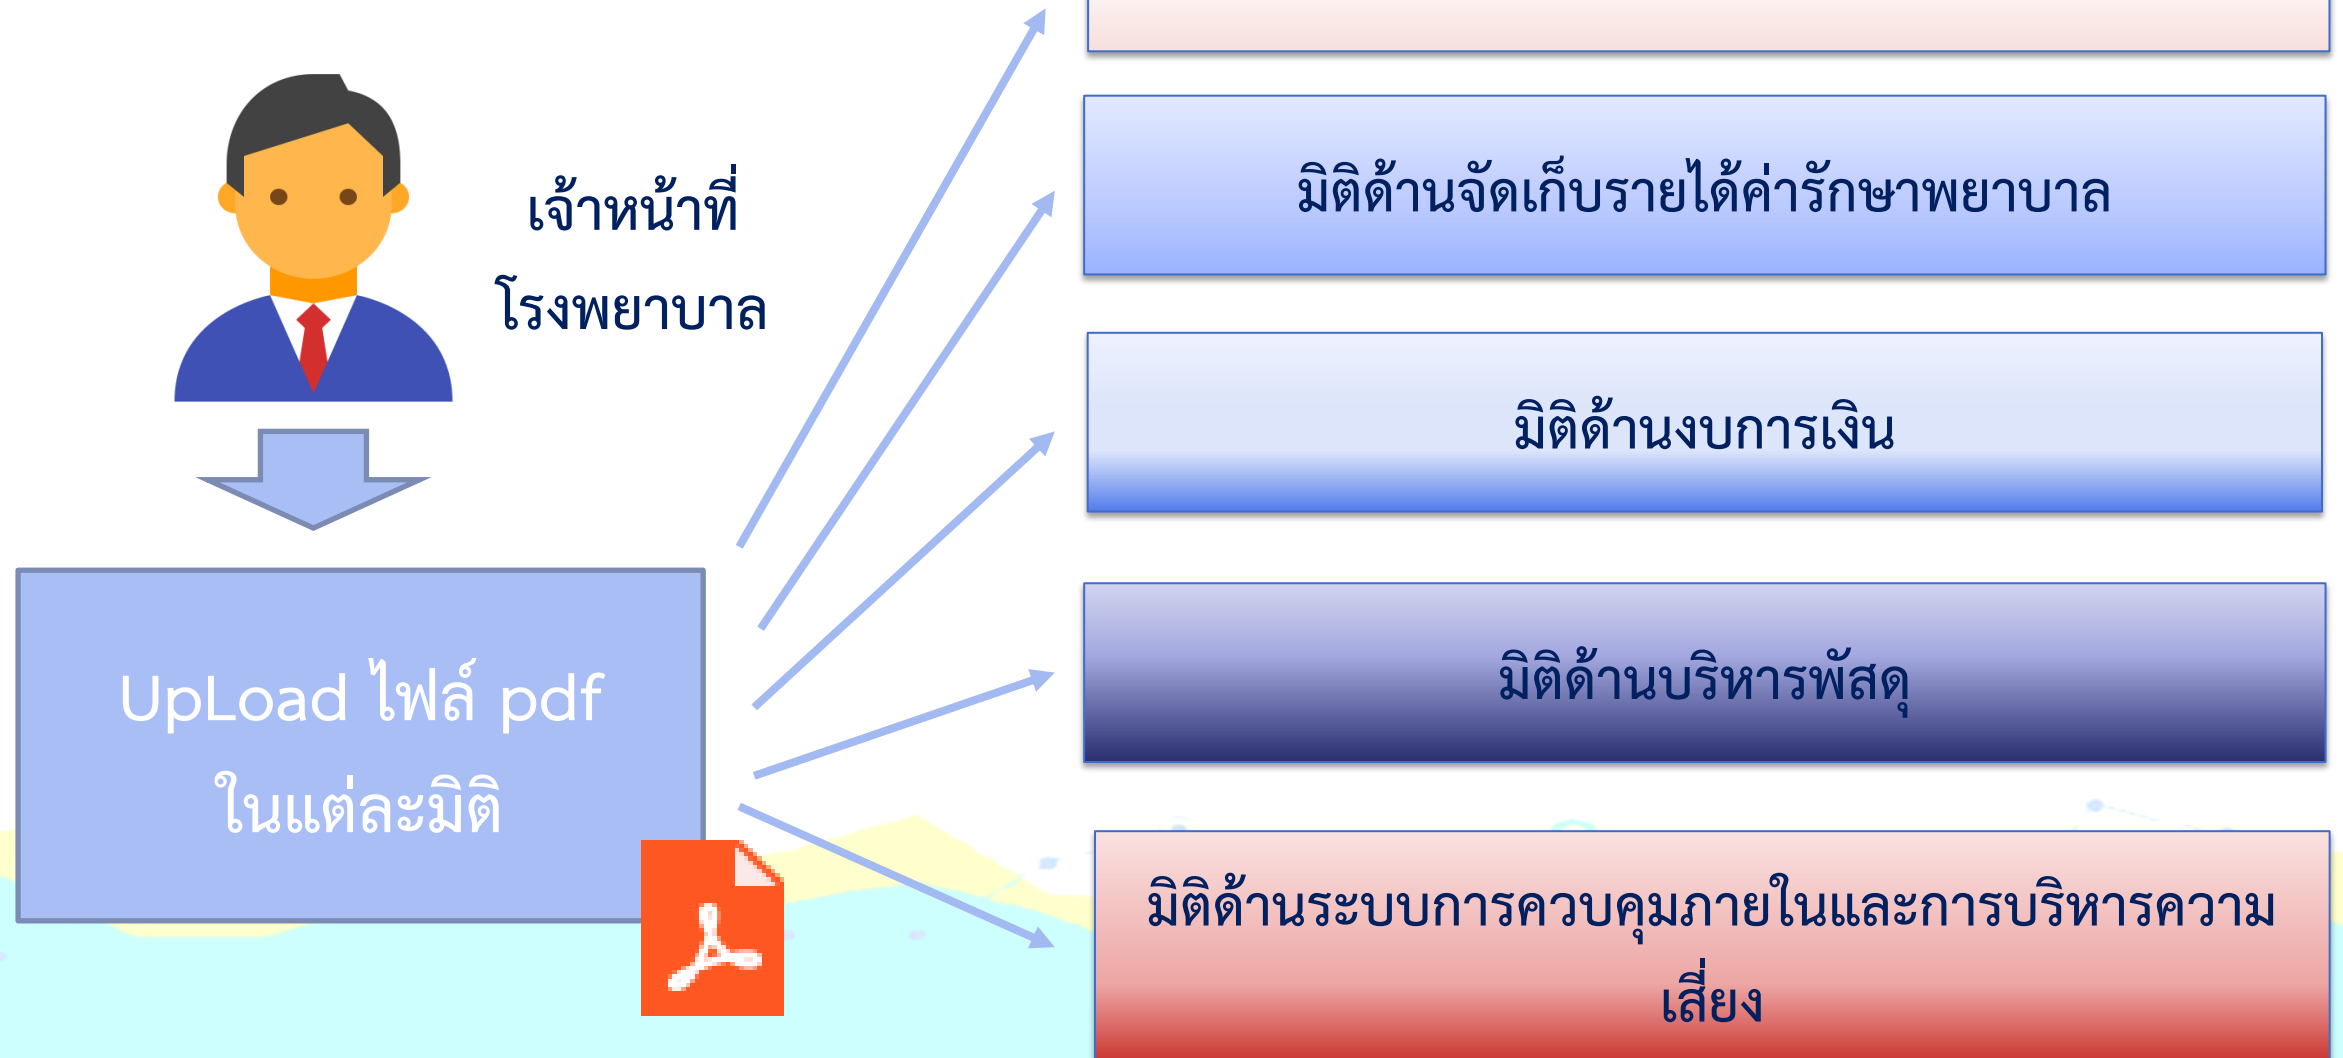 เจ้าหน้าที่
โรงพยาบาล
UpLoad ไฟล์ pdf
ในแต่ละมิติ
มิติด้านจัดเก็บรายได้ค่ารักษาพยาบาล
มิติด้านงบการเงิน
มิติด้านบริหารพัสดุ
มิติด้านระบบการควบคุมภายในและการบริหารความ
เสี่ยง